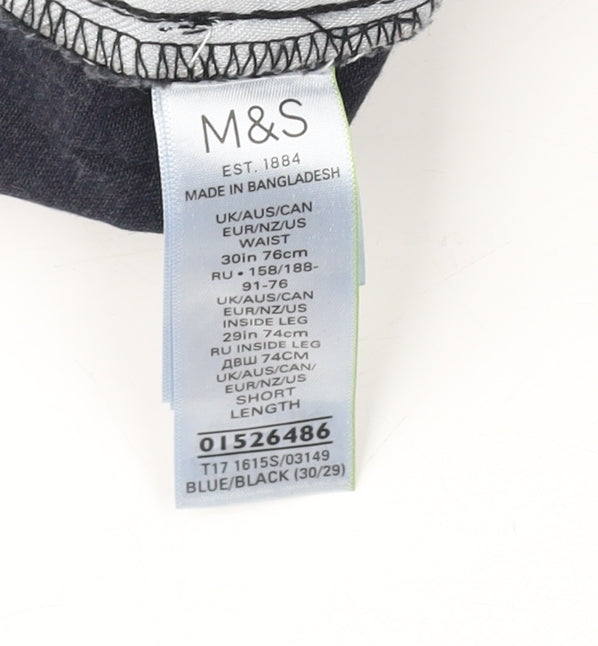 M&S
EST. 1884
MADE IN BANGLADESH
UK/AUS/CAN
EUR/NZ/US
WAIST
30in 76cm
RU • 158/188-
91-76
UK/AUS/CAN
EUR/NZ/US
INSIDE LEG
29in 74cm
RU INSIDE LEG
ДВШ 74CM
UK/AUS/CAN/
EUR/NZ/US
SHORT
LENGTH
01526486
T17 1615S/03149
BLUE/BLACK (30/29)